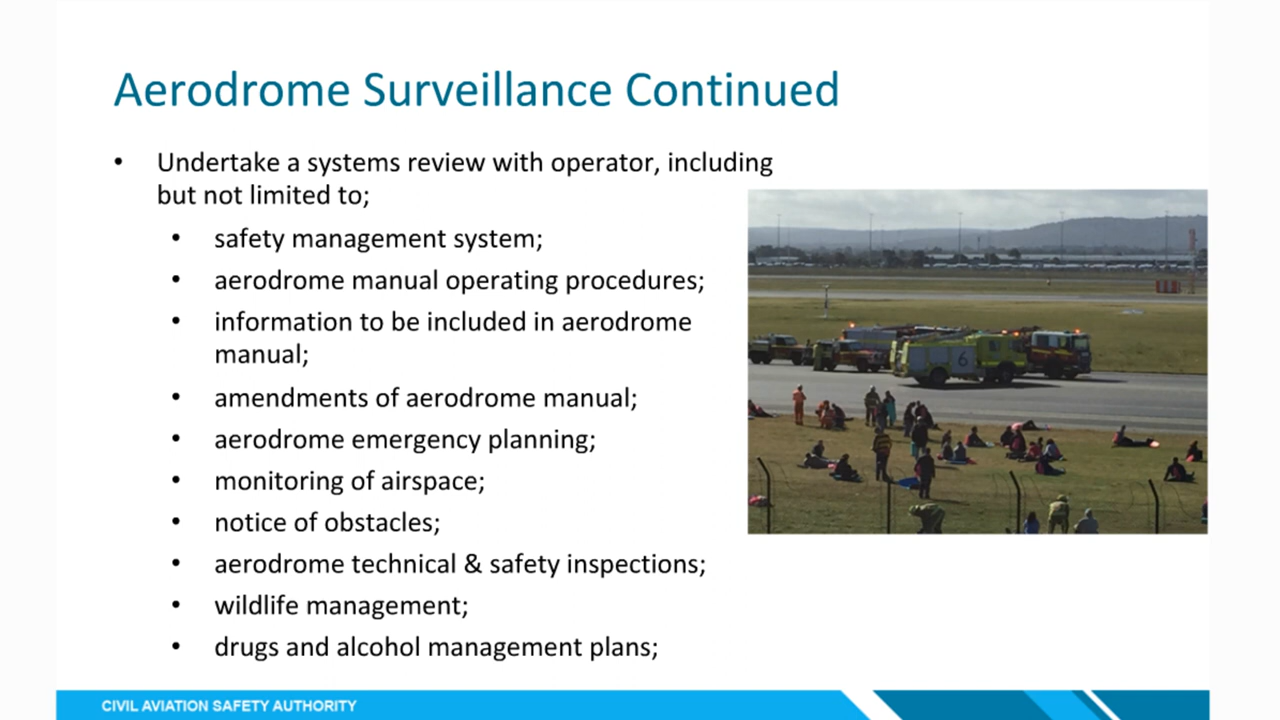 Aerodrome Surveillance Continued
• Undertake a systems review with operator, including
but not limited to;
• safety management system;
• aerodrome manual operating procedures;
• information to be included in aerodrome
manual;
• amendments of aerodrome manual;
• aerodrome emergency planning;
• monitoring of airspace;
• notice of obstacles;
• aerodrome technical & safety inspections;
• wildlife management;
• drugs and alcohol management plans;
6
CIVIL AVIATION SAFETY AUTHORITY